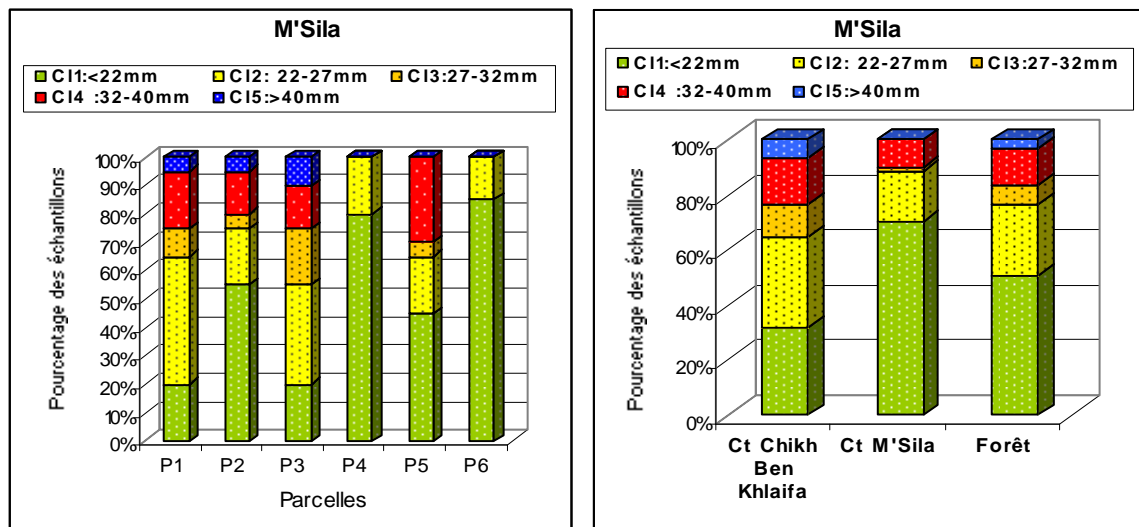 M'Sila
Cl1:<22mm Cl2: 22-27mm Cl3:27-32mm
Cl4 :32-40mm Cl5:>40mm
Pourcentage des échantillons
100%
90%
80%
70%
60%
50%
40%
30%
20%
10%
0%
P1 P2 P3 P4 P5 P6
Parcelles
M'Sila
Cl1:<22mm Cl2: 22-27mm Cl3:27-32mm
Cl4 :32-40mm Cl5:>40mm
Pourcentage des échantillons
100%
80%
60%
40%
20%
0%
Ct Chikh Ct M'Sila Forêt
Ben
Khlaifa